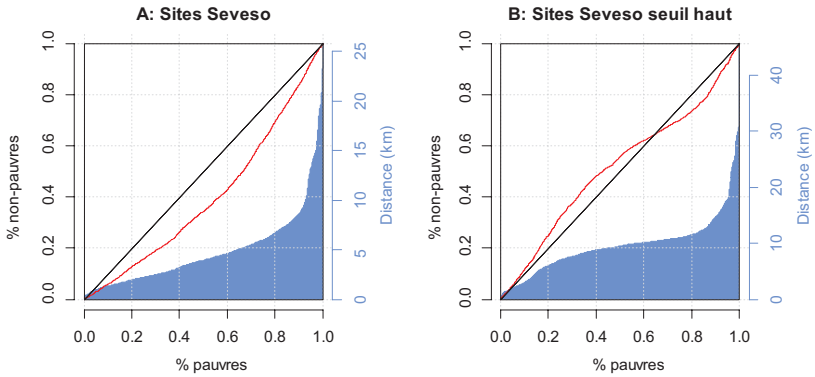 A: Sites Seveso
1.0
0.8
0.6
0.4
0.2
0.0
% non-pauvres
25
20
15
10
5
0
Distance (km)
0.0 0.2 0.4 0.6 0.8 1.0
% pauvres
B: Sites Seveso seuil haut
1.0
0.8
0.6
0.4
0.2
0.0
% non-pauvres
40
30
20
10
0
Distance (km)
0.0 0.2 0.4 0.6 0.8 1.0
% pauvres